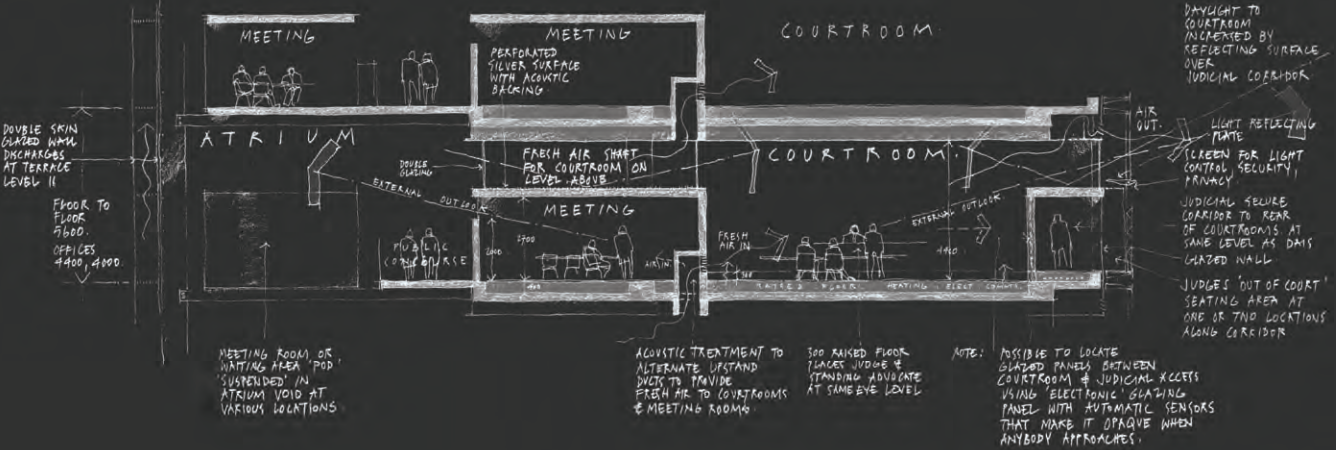 MEETING
MEETING
PERFORATED
SILVER SURFACE
WITH ACOUSTIC
BACKING.
COURTROOM.
DAYLIGHT TO
COURTROOM
INCREASED BY
REFLECTING SURFACE
OVER
JUDICIAL CORRIDOR
DOUBLE SKIN
GLAZED WALL
DISCHARGES
AT TERRACE
LEVEL 11
FLOOR TO
FLOOR
5600.
OFFICES
4400, 4000.
ATRIUM
DOUBLE
GLAZING
FRESH AIR SHAFT
FOR COURTROOM ON
LEVEL ABOVE
COURTROOM.
AIR
OUT.
LIGHT REFLECTING
PLATE
SCREEN FOR LIGHT
CONTROL, SECURITY,
PRIVACY
EXTERNAL OUTLOOK
MEETING
EXTERNAL OUTLOOK
JUDICIAL SECURE
CORRIDOR TO REAR
OF COURTROOMS AT
SAME LEVEL AS DAIS
GLAZED WALL
PUBLIC
CONCOURSE
2700
AIR IN
FRESH
AIR IN
4400
300
RAISED FLOOR HEATING ELECT COMMS
JUDGES 'OUT OF COURT'
SEATING AREA AT
ONE OR TWO LOCATIONS
ALONG CORRIDOR
MEETING ROOM OR
WAITING AREA 'POD'
'SUSPENDED' IN
ATRIUM VOID AT
VARIOUS LOCATIONS.
ACOUSTIC TREATMENT TO
ALTERNATE UPSTAND
DUCTS TO PROVIDE
FRESH AIR TO COURTROOMS
& MEETING ROOMS.
300 RAISED FLOOR
PLACES JUDGE &
STANDING ADVOCATE
AT SAME EYE LEVEL
NOTE: POSSIBLE TO LOCATE
GLAZED PANELS BETWEEN
COURTROOM & JUDICIAL ACCESS
USING 'ELECTRONIC' GLAZING
PANEL WITH AUTOMATIC SENSORS
THAT MAKE IT OPAQUE WHEN
ANYBODY APPROACHES.